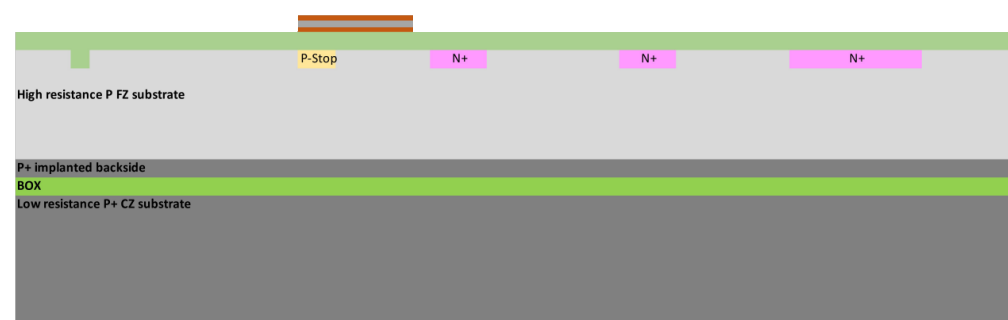 P-Stop N+ N+ N+
High resistance P FZ substrate
P+ implanted backside
BOX
Low resistance P+ CZ substrate